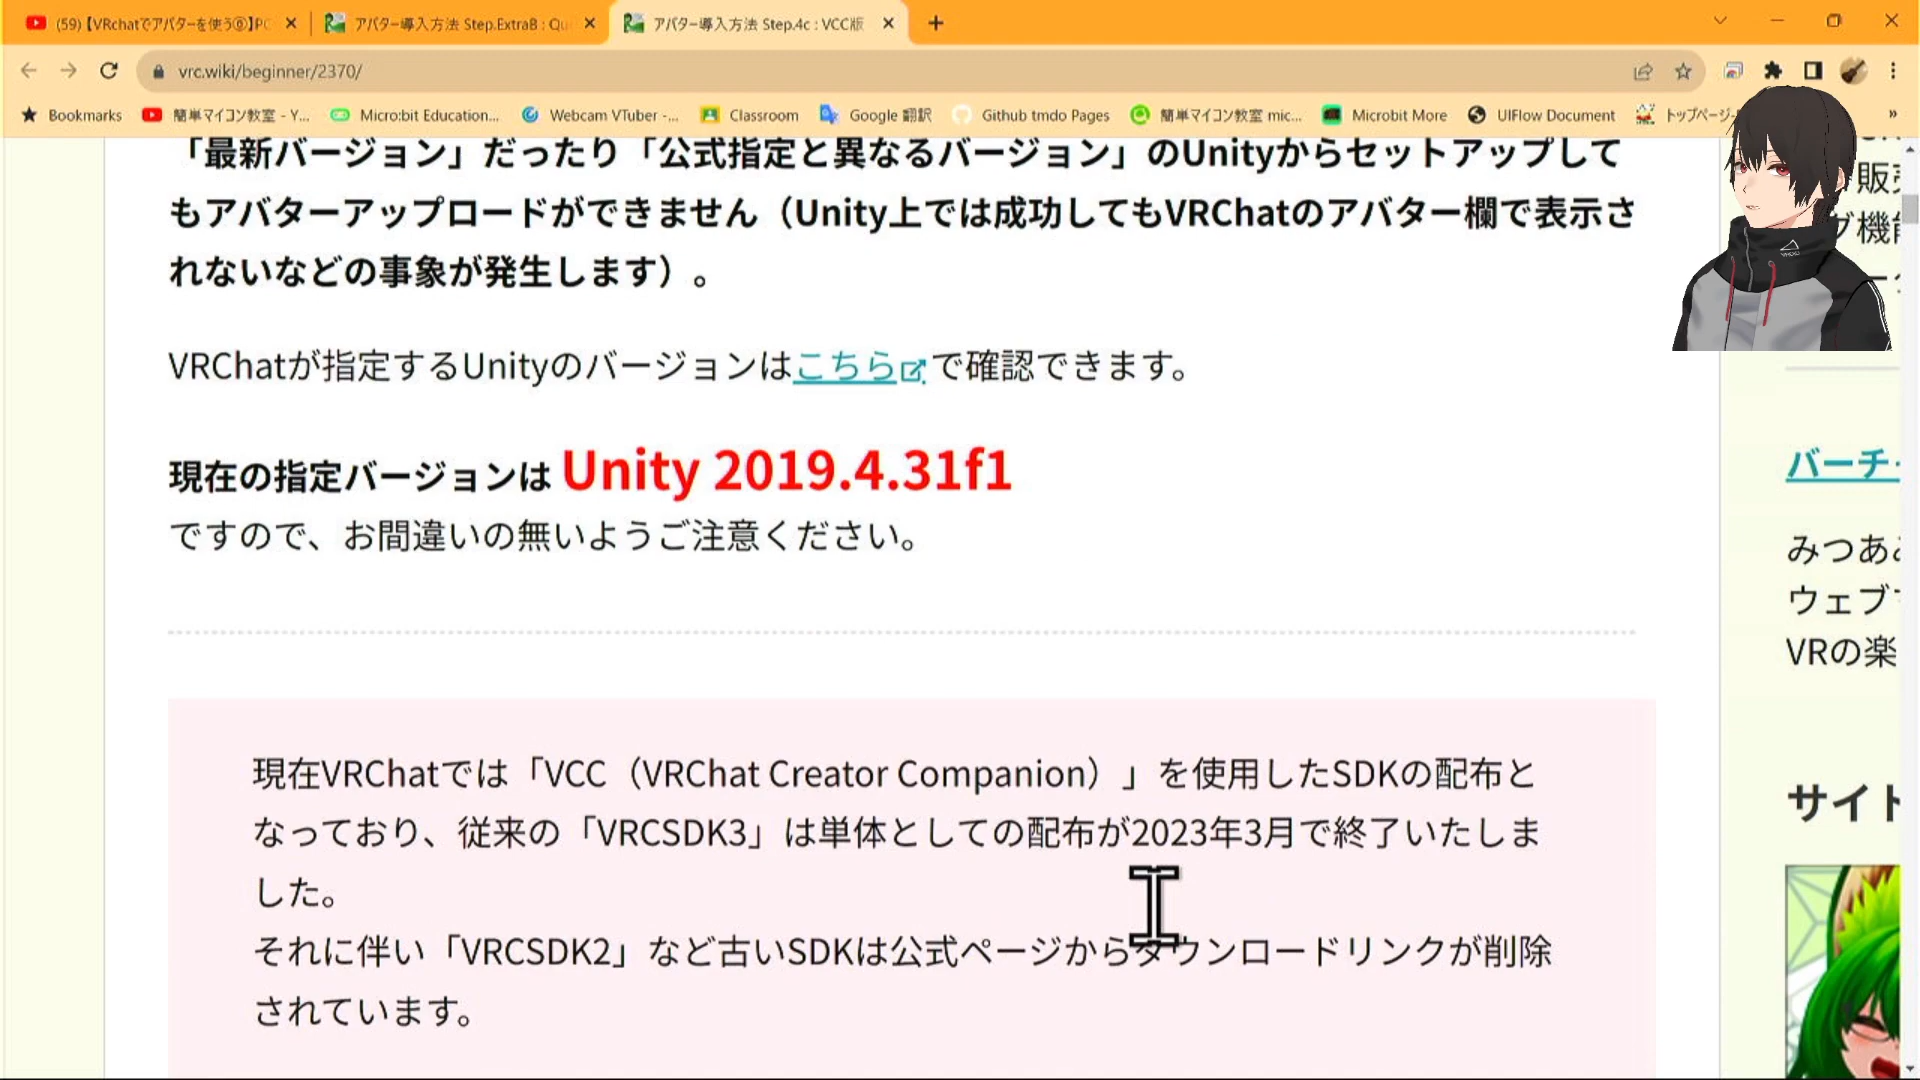 (59)【VRchatでアバターを使う⑧】PC
アバター導入方法 Step.ExtraB : Qu
アバター導入方法 Step.4c : VCC版
vrc.wiki/beginner/2370/
Bookmarks
簡単マイコン教室 - Y...
Micro:bit Education...
Webcam VTuber -...
Classroom
Google 翻訳
Github tmdo Pages
簡単マイコン教室 mic...
Microbit More
UIFlow Document
トップページ-
»
「最新バージョン」だったり「公式指定と異なるバージョン」のUnityからセットアップして
もアバターアップロードができません（Unity上では成功してもVRChatのアバター欄で表示さ
れないなどの事象が発生します）。
VRChatが指定するUnityのバージョンはこちらで確認できます。
現在の指定バージョンは Unity 2019.4.31f1
ですので、お間違いの無いようご注意ください。
現在VRChatでは「VCC（VRChat Creator Companion）」を使用したSDKの配布と
なっており、従来の「VRCSDK3」は単体としての配布が2023年3月で終了いたしま
した。
それに伴い「VRCSDK2」など古いSDKは公式ページからダウンロードリンクが削除
されています。
販売
グ機能
バーチャ
みつあみ
ウェブ
VRの楽
サイト